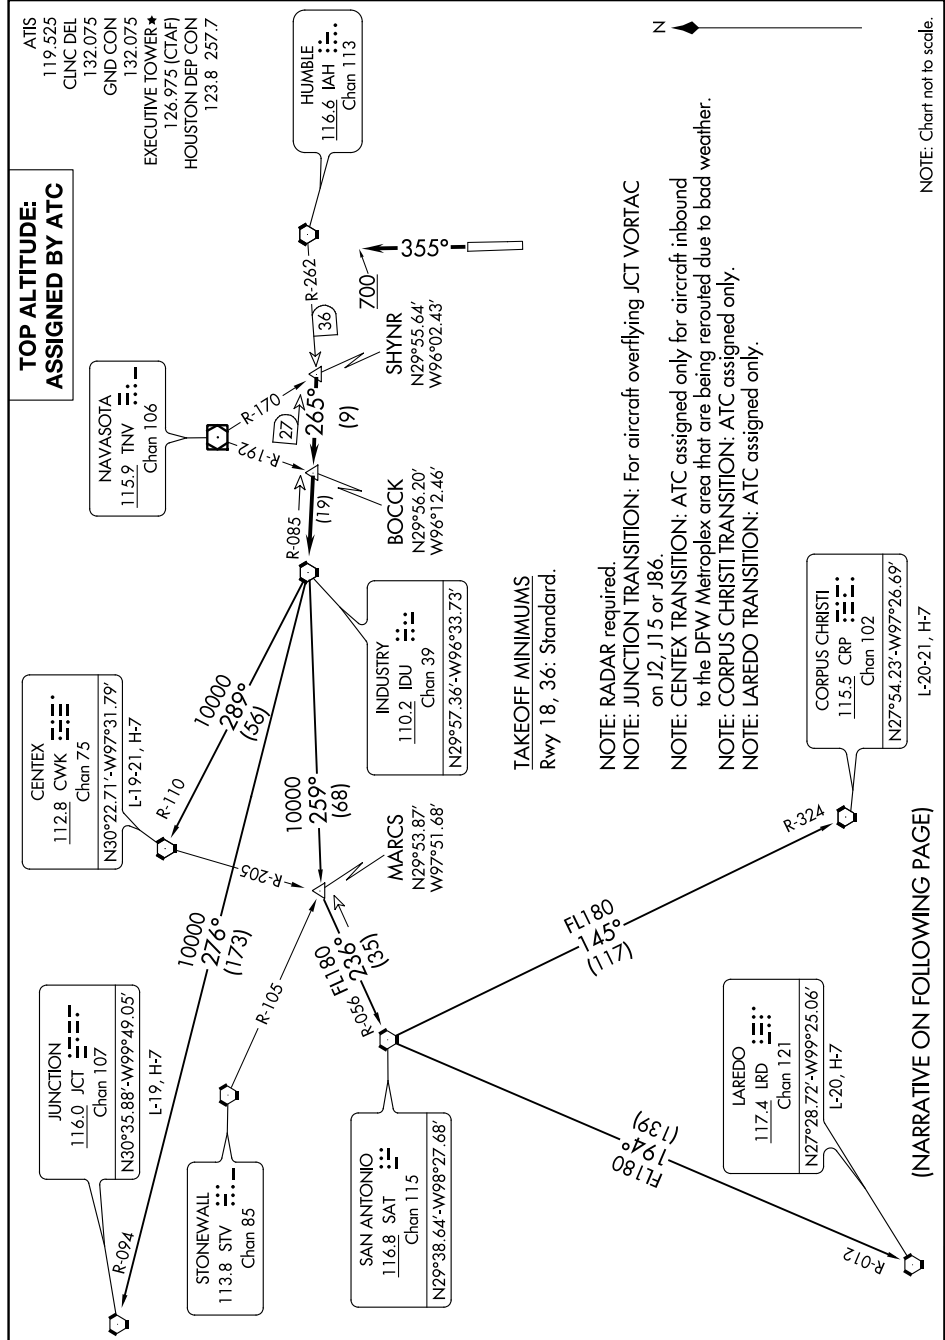 TOP ALTITUDE:
ASSIGNED BY ATC
ATIS
119.525
CLNC DEL
132.075
GND CON
132.075
EXECUTIVE TOWER★
126.975 (CTAF)
HOUSTON DEP CON
123.8 257.7
JUNCTION
116.0 JCT
Chan 107
N30°35.88'-W99°49.05'
L-19, H-7
CENTEX
112.8 CWK
Chan 75
N30°22.71'-W97°31.79'
L-19-21, H-7
NAVASOTA
115.9 TNV
Chan 106
HUMBLE
116.6 IAH
Chan 113
R-094
10000
276°
(173)
R-110
10000
289°
(56)
R-205
R-192
R-170
R-262
36
27
STONEWALL
113.8 STV
Chan 85
R-105
10000
259°
(68)
R-085
(19)
265°
(9)
700
355°
N
SAN ANTONIO
116.8 SAT
Chan 115
N29°38.64'-W98°27.68'
R-056
FL180
236°
(35)
MARCS
N29°53.87'
W97°51.68'
INDUSTRY
110.2 IDU
Chan 39
N29°57.36'-W96°33.73'
BOCCK
N29°56.20'
W96°12.46'
SHYNR
N29°55.64'
W96°02.43'
TAKEOFF MINIMUMS
Rwy 18, 36: Standard.
NOTE: RADAR required.
NOTE: JUNCTION TRANSITION: For aircraft overflying JCT VORTAC
on J2, J15 or J86.
NOTE: CENTEX TRANSITION: ATC assigned only for aircraft inbound
to the DFW Metroplex area that are being rerouted due to bad weather.
NOTE: CORPUS CHRISTI TRANSITION: ATC assigned only.
NOTE: LAREDO TRANSITION: ATC assigned only.
FL180
194°
(139)
R-012
FL180
145°
(117)
R-324
LAREDO
117.4 LRD
Chan 121
N27°28.72'-W99°25.06'
L-20, H-7
CORPUS CHRISTI
115.5 CRP
Chan 102
N27°54.23'-W97°26.69'
L-20-21, H-7
(NARRATIVE ON FOLLOWING PAGE)
NOTE: Chart not to scale.